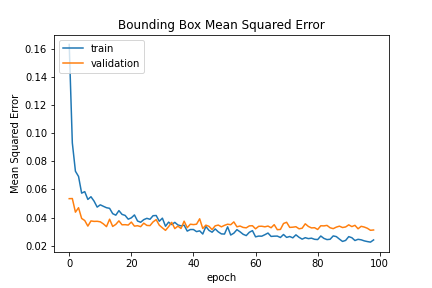 Bounding Box Mean Squared Error
train
validation
Mean Squared Error
0.16
0.14
0.12
0.10
0.08
0.06
0.04
0.02
0
20
40
60
80
100
epoch